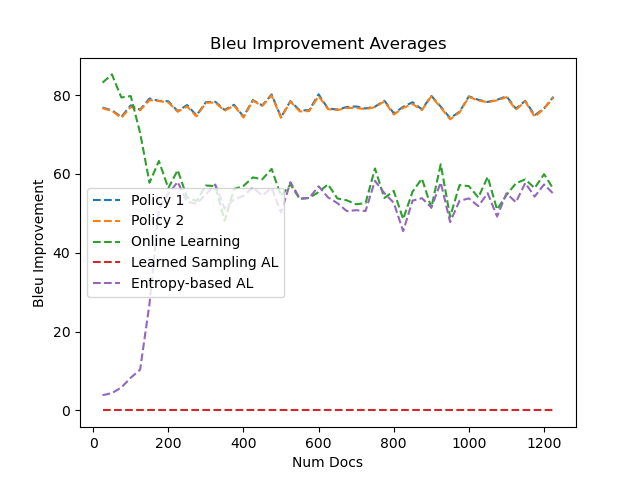 Bleu Improvement Averages
Bleu Improvement
80
60
40
20
0
Policy 1
Policy 2
Online Learning
Learned Sampling AL
Entropy-based AL
0 200 400 600 800 1000 1200
Num Docs